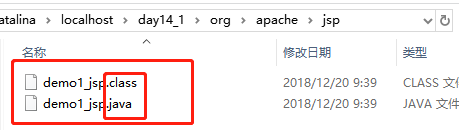 atalina > localhost > day14_1 > org > apache > jsp
名称 修改日期 类型
demo1_jsp.class 2018/12/20 9:39 CLASS 文
demo1_jsp.java 2018/12/20 9:39 JAVA 文件